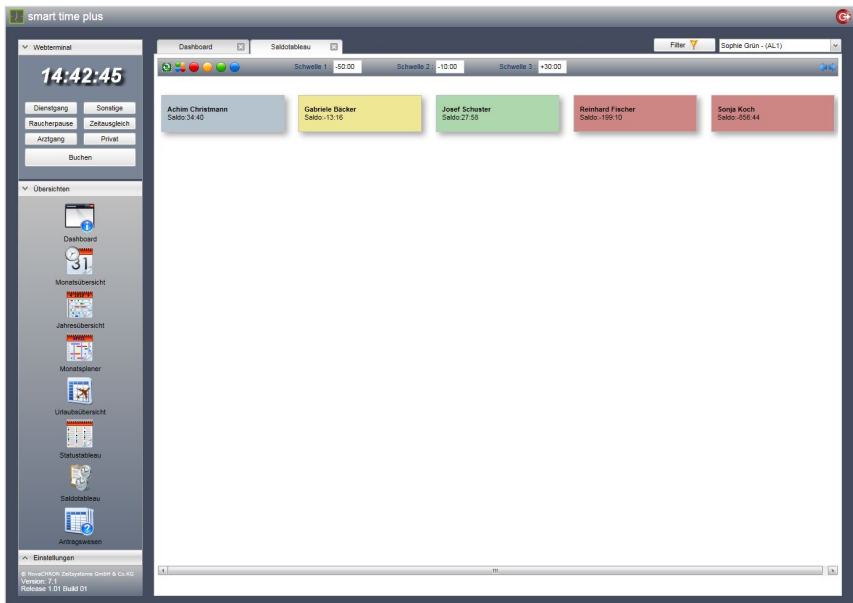 smart time plus
Webterminal
14:42:45
Dienstgang Sonstige
Raucherpause Zeitausgleich
Arztgang Privat
Buchen
Übersichten
Dashboard
31
Monatsübersicht
Jahresübersicht
Monatsplaner
Urlaubsübersicht
Statustableau
Saldotableau
Antragswesen
Einstellungen
© NovaCHRON Zeitsysteme GmbH & Co.KG
Version: 7.1
Release 1.01 Build 01
Dashboard Saldotableau Filter Sophie Grün - (AL1)
Schwelle 1 : -50:00 Schwelle 2 : -10:00 Schwelle 3 : +30:00
Achim Christmann
Saldo:34:40
Gabriele Bäcker
Saldo:-13:16
Josef Schuster
Saldo:27:58
Reinhard Fischer
Saldo:-199:10
Sonja Koch
Saldo:-856:44